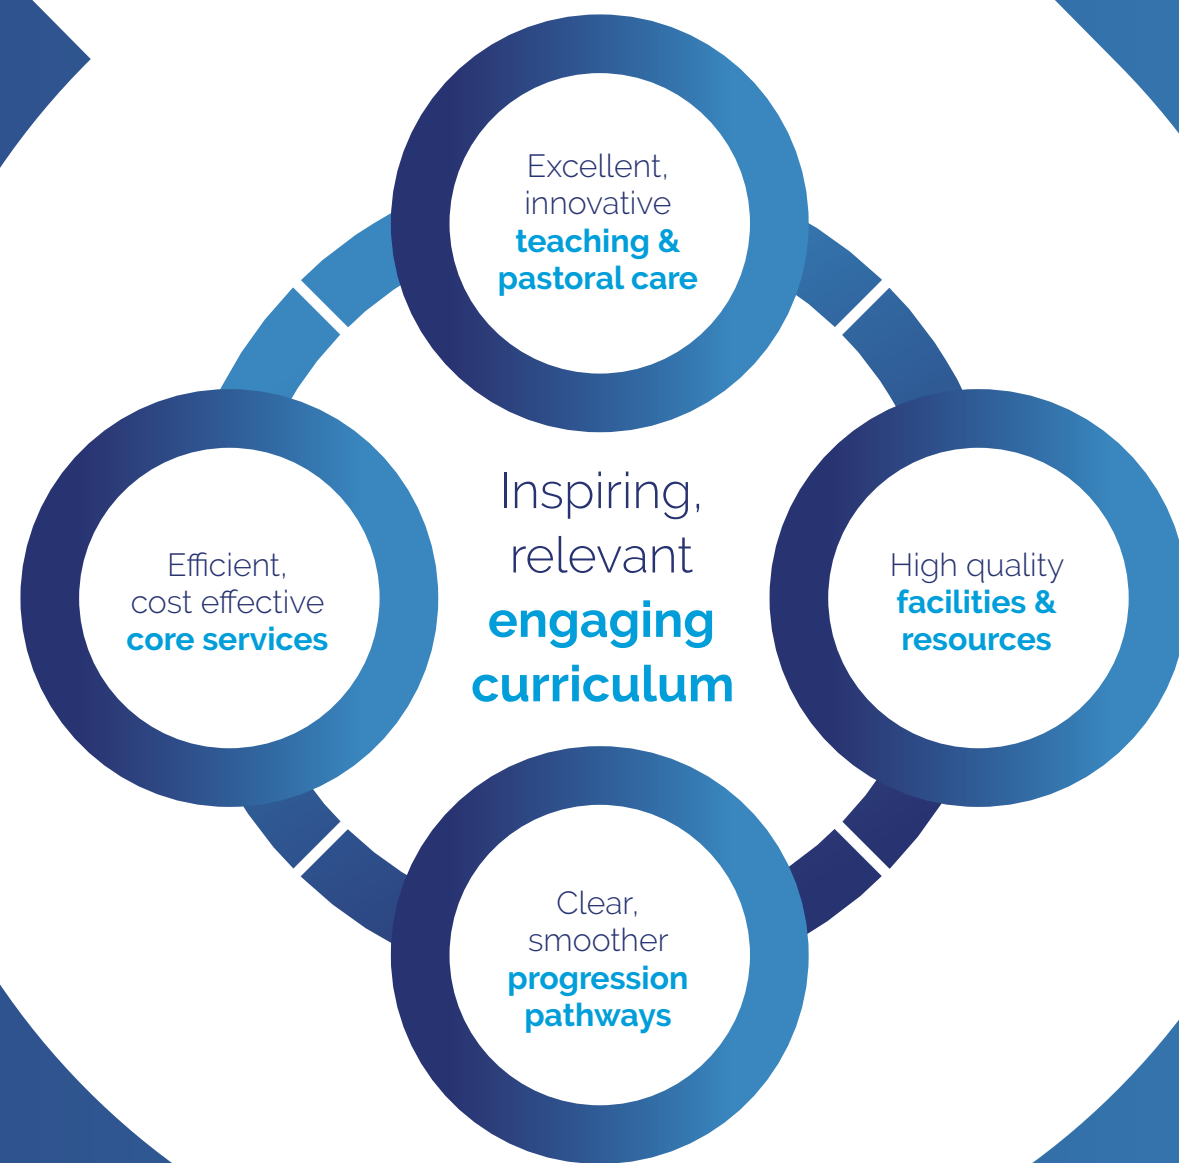 Excellent,
innovative
teaching &
pastoral care
Inspiring,
relevant
engaging
curriculum
Efficient,
cost effective
core services
High quality
facilities &
resources
Clear,
smoother
progression
pathways